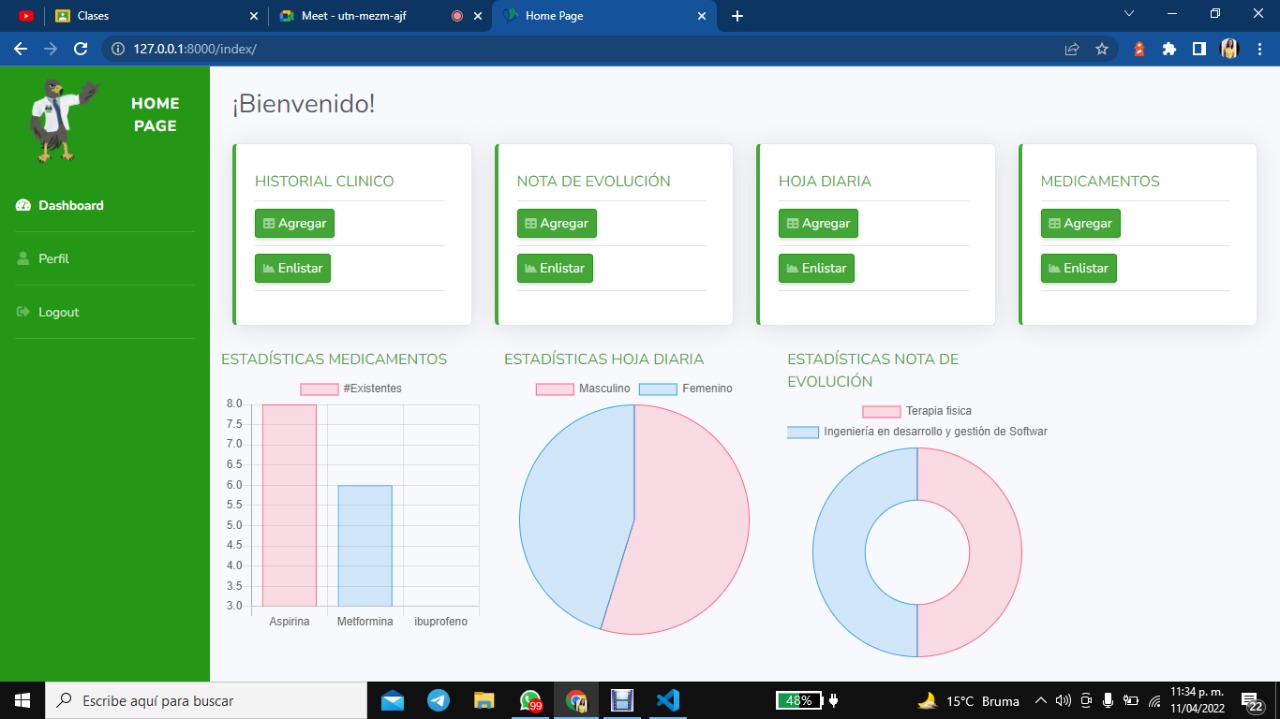 Clases
Meet - utn-mezm-ajf
Home Page
127.0.0.1:8000/index/
HOME
PAGE
Dashboard
Perfil
Logout
¡Bienvenido!
HISTORIAL CLINICO
Agregar
Enlistar
NOTA DE EVOLUCIÓN
Agregar
Enlistar
HOJA DIARIA
Agregar
Enlistar
MEDICAMENTOS
Agregar
Enlistar
ESTADÍSTICAS MEDICAMENTOS
#Existentes
8.0
7.5
7.0
6.5
6.0
5.5
5.0
4.5
4.0
3.5
3.0
Aspirina Metformina ibuprofeno
ESTADÍSTICAS HOJA DIARIA
Masculino Femenino
ESTADÍSTICAS NOTA DE
EVOLUCIÓN
Terapia fisica
Ingeniería en desarrollo y gestión de Softwar
Escribe aquí para buscar
99
48%
15°C Bruma
11:34 p. m.
11/04/2022
22